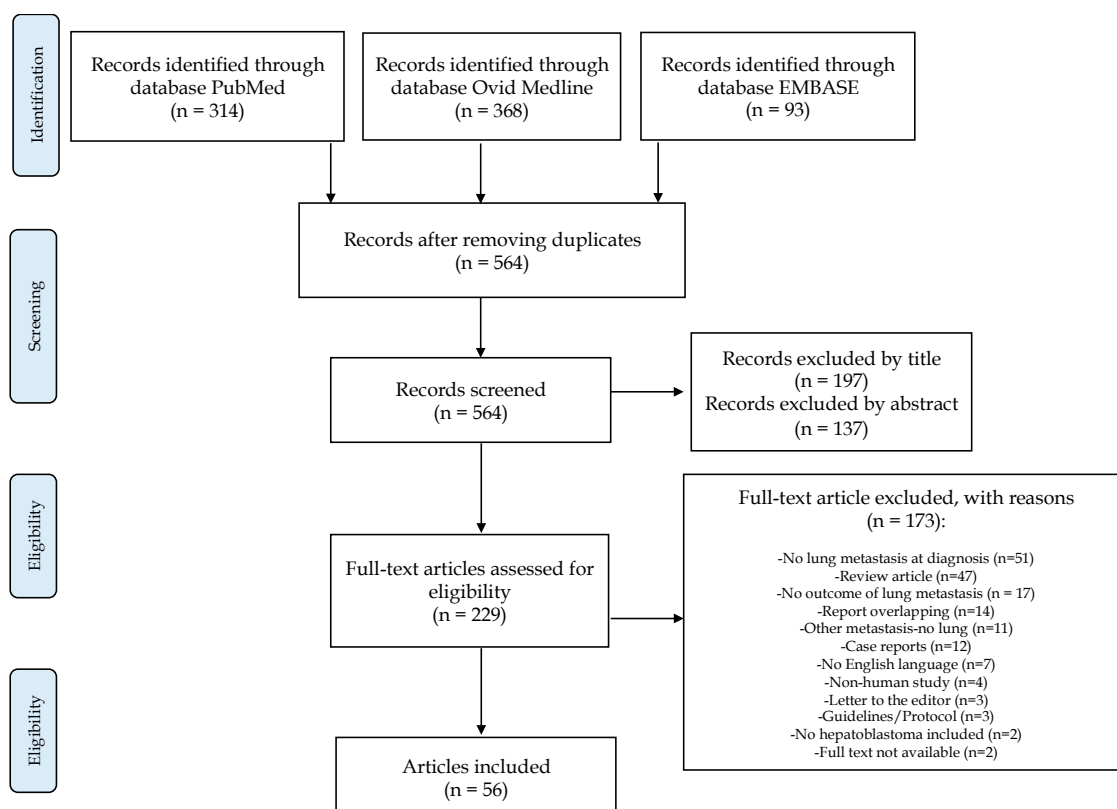 Identification
Records identified through
database PubMed
(n = 314)
Records identified through
database Ovid Medline
(n = 368)
Records identified through
database EMBASE
(n = 93)
Records after removing duplicates
(n = 564)
Screening
Records screened
(n = 564)
Records excluded by title
(n = 197)
Records excluded by abstract
(n = 137)
Eligibility
Full-text articles assessed for
eligibility
(n = 229)
Full-text article excluded, with reasons
(n = 173):
-No lung metastasis at diagnosis (n=51)
-Review article (n=47)
-No outcome of lung metastasis (n = 17)
-Report overlapping (n=14)
-Other metastasis-no lung (n=11)
-Case reports (n=12)
-No English language (n=7)
-Non-human study (n=4)
-Letter to the editor (n=3)
-Guidelines/Protocol (n=3)
-No hepatoblastoma included (n=2)
-Full text not available (n=2)
Eligibility
Articles included
(n = 56)